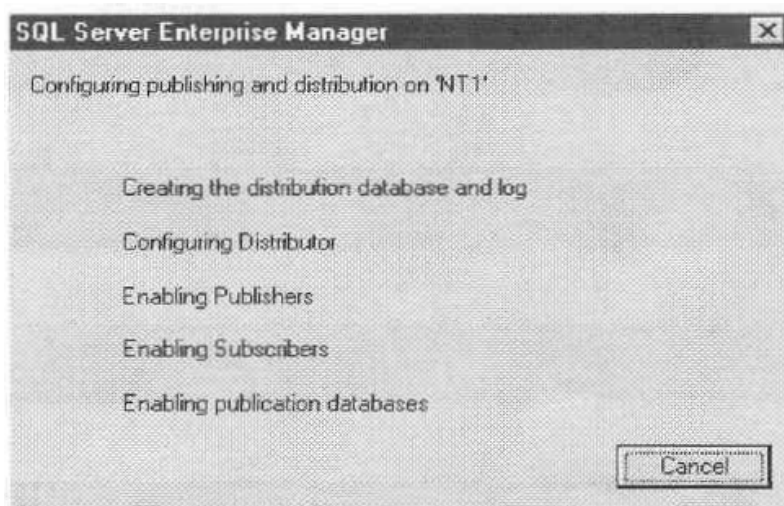 SQL Server Enterprise Manager
Configuring publishing and distribution on 'NT1'
Creating the distribution database and log
Configuring Distributor
Enabling Publishers
Enabling Subscribers
Enabling publication databases
Cancel